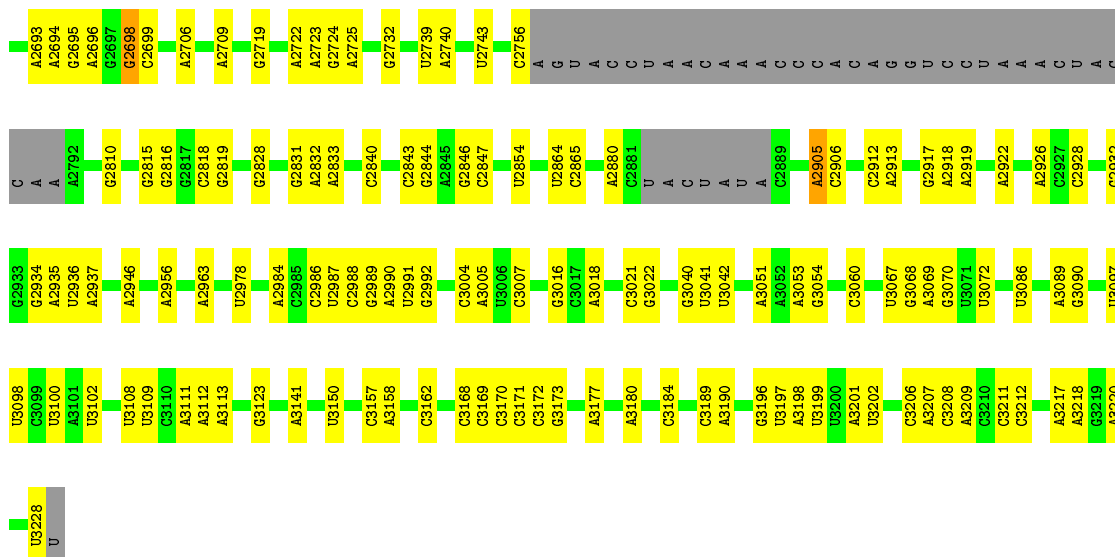 A2693 A2694 G2695 A2696 G2697 G2698 C2699 A2706 A2709 G2719 A2722 A2723 G2724 A2725 G2732 U2739 A2740 U2743 C2756 A G U A C C U A A C A A A C C C A C A G G U C C U A A A C U A C
C A A A2792 G2810 G2815 G2816 G2817 C2818 G2819 G2828 G2831 A2832 A2833 C2840 C2843 G2844 A2845 G2846 C2847 U2854 U2864 C2865 A2880 C2881 U A C U A U A C2889 A2905 C2906 C2912 A2913 G2917 A2918 A2919 A2922 A2926 C2927 C2928
G2933 G2934 A2935 U2936 A2937 A2946 A2956 A2963 U2978 A2984 C2985 C2986 U2987 C2988 G2989 A2990 U2991 G2992 C3004 A3005 U3006 C3007 G3016 C3017 A3018 C3021 G3022 G3040 U3041 U3042 A3051 A3052 A3053 G3054 C3060 U3067 G3068 A3069 G3070 U3071 U3072 U3086 A3089 G3090 U3097
U3098 C3099 U3100 A3101 U3102 U3108 U3109 C3110 A3111 A3112 A3113 G3123 A3141 U3150 C3157 A3158 C3162 C3168 C3169 C3170 C3171 C3172 G3173 A3177 A3180 C3184 C3189 A3190 G3196 U3197 A3198 U3199 U3200 A3201 U3202 C3206 A3207 C3208 A3209 C3210 C3211 C3212 A3217 A3218 G3219
U3228 U